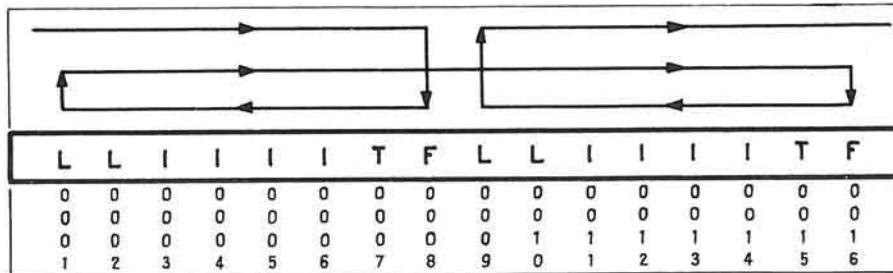 L L I I I I T F L L I I I I T F
0 0 0 0 0 0 0 0 0 0 0 0 0 0 0 0
0 0 0 0 0 0 0 0 0 0 0 0 0 0 0 0
0 0 0 0 0 0 0 0 0 1 1 1 1 1 1 1
1 2 3 4 5 6 7 8 9 0 1 2 3 4 5 6